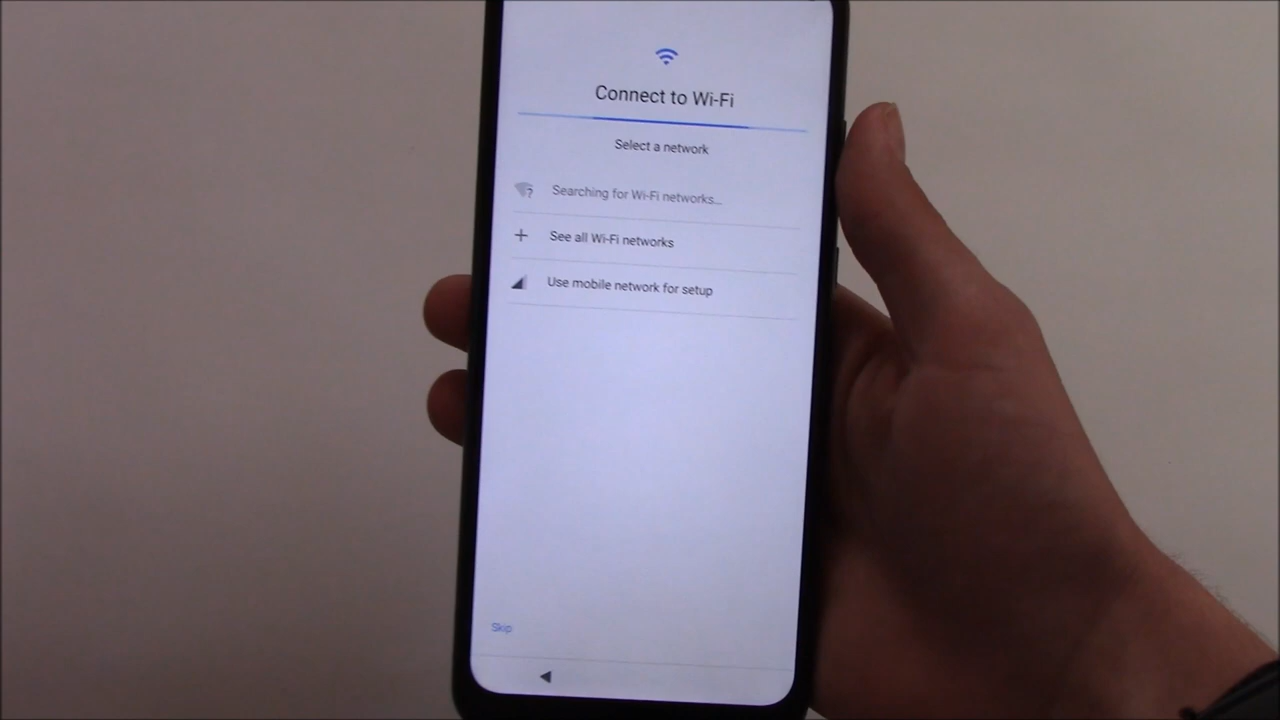 Connect to Wi-Fi
Select a network
Searching for Wi-Fi networks...
See all Wi-Fi networks
Use mobile network for setup
Skip